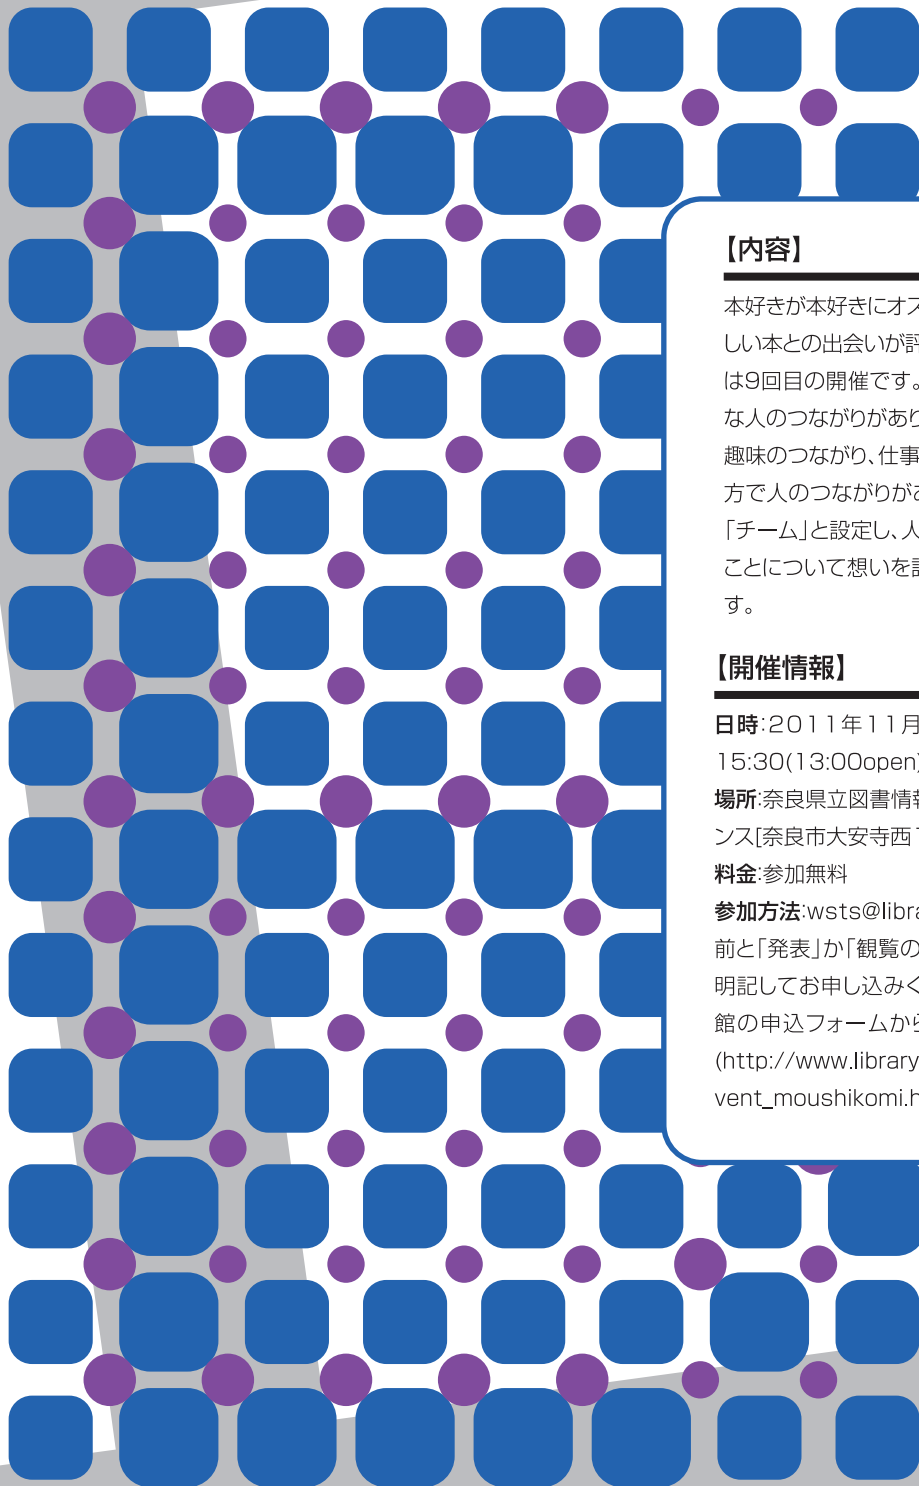 【内容】
本好きが本好きにオス
しい本との出会いが評
は9回目の開催です。
な人のつながりがあり
趣味のつながり、仕事
方で人のつながりがあ
「チーム」と設定し、人
ことについて想いを語
す。
【開催情報】
日時:2011年11月
15:30(13:00open)
場所:奈良県立図書情報
ンス[奈良市大安寺西1
料金:参加無料
参加方法:wsts@libra
前と「発表」か「観覧の
明記してお申し込みく
館の申込フォームから
(http://www.library
vent_moushikomi.h